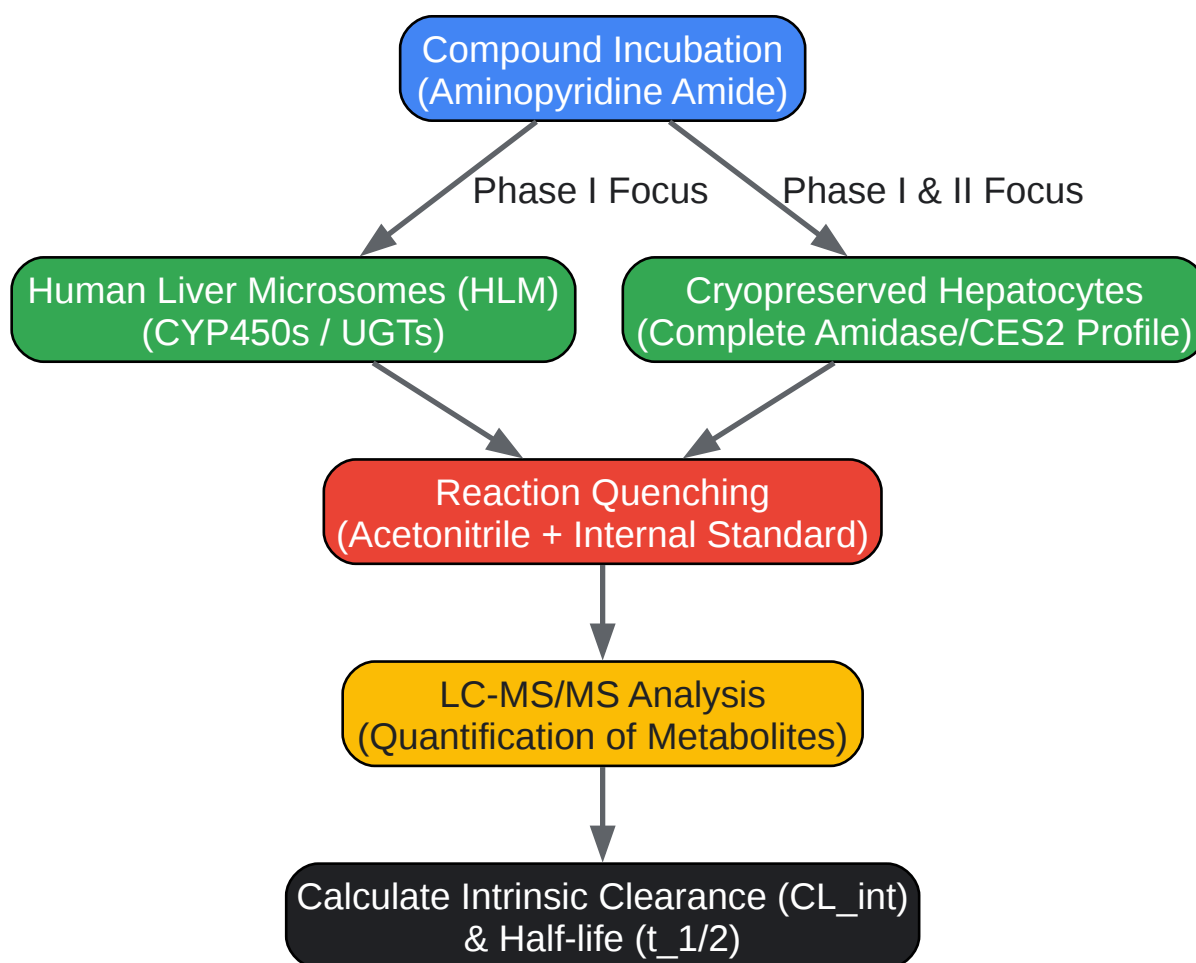 Compound Incubation
(Aminopyridine Amide)
Phase I Focus
Phase I & II Focus
Human Liver Microsomes (HLM)
(CYP450s / UGTs)
Cryopreserved Hepatocytes
(Complete Amidase/CES2 Profile)
Reaction Quenching
(Acetonitrile + Internal Standard)
LC-MS/MS Analysis
(Quantification of Metabolites)
Calculate Intrinsic Clearance (CL_int)
& Half-life (t_1/2)